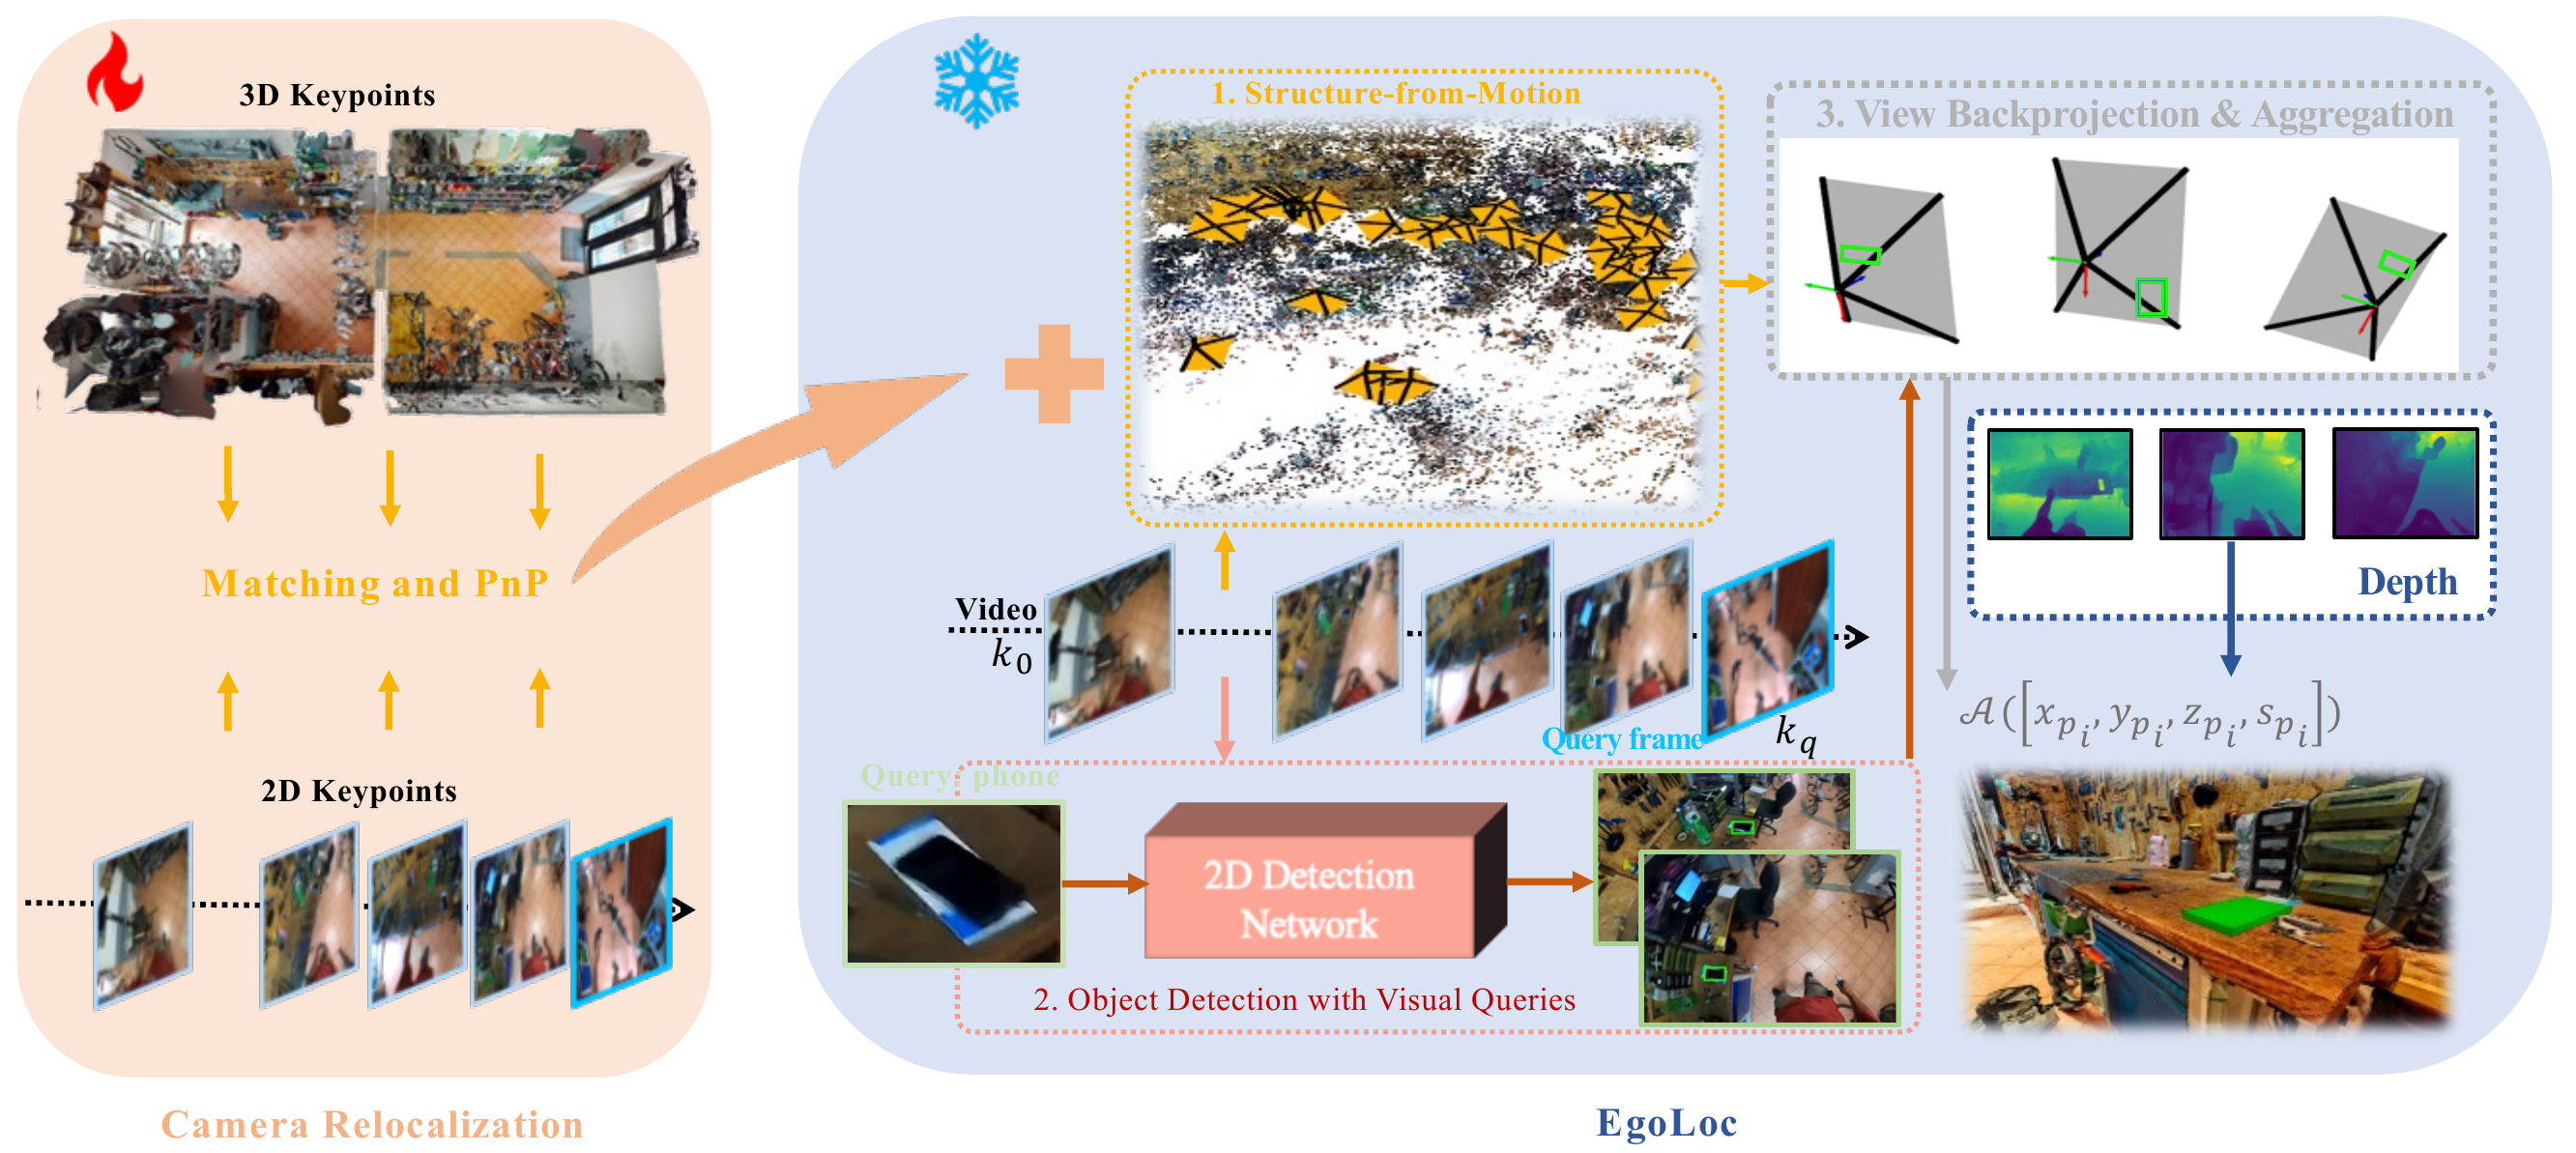 3D Keypoints
Matching and PnP
2D Keypoints
Camera Relocalization
1. Structure-from-Motion
3. View Backprojection & Aggregation
Depth
Video
k_0
Query frame
k_q
𝒜([x_{p_i}, y_{p_i}, z_{p_i}, s_{p_i}])
Query: phone
2D Detection
Network
2. Object Detection with Visual Queries
EgoLoc